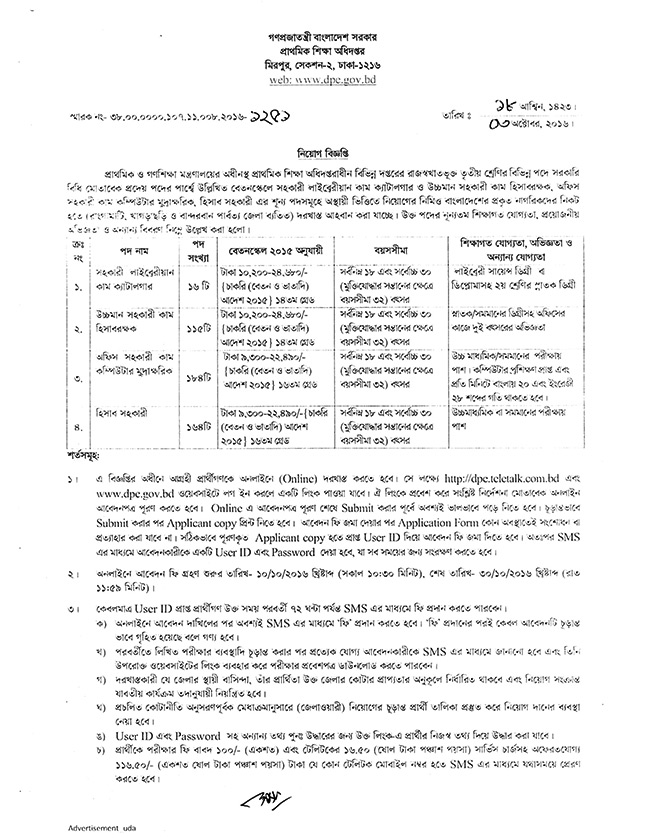 গণপ্রজাতন্ত্রী বাংলাদেশ সরকার
প্রাথমিক শিক্ষা অধিদপ্তর
মিরপুর, সেকশন-২, ঢাকা-১২১৬
web: www.dpe.gov.bd
স্মারক নং- ৩৮.০০.০০০০.১০৭.১১.০০৮.২০১৬-
তারিখ ঃ ১৮ আশ্বিন, ১৪২৩।
০৩ অক্টোবর, ২০১৬।
নিয়োগ বিজ্ঞপ্তি
প্রাথমিক ও গণশিক্ষা মন্ত্রণালয়ের অধীনস্থ প্রাথমিক শিক্ষা অধিদপ্তরাধীন বিভিন্ন দপ্তরের রাজস্বখাতভূক্ত তৃতীয় শ্রেণির বিভিন্ন পদে সরকারি
বিধি মোতাবেক প্রদেয় পদের পার্শ্বে উল্লিখিত বেতনস্কেলে সহকারী লাইব্রেরীয়ান কাম ক্যাটালগার ও উচ্চমান সহকারী কাম হিসাবরক্ষক, অফিস
সহকারী কাম কম্পিউটার মুদ্রাক্ষরিক, হিসাব সহকারী এর শূন্য পদসমূহে অস্থায়ী ভিত্তিতে নিয়োগের নিমিত্ত বাংলাদেশের প্রকৃত নাগরিকদের নিকট
হতে (রাংগামাটি, খাগড়াছড়ি ও বান্দরবান পার্বত্য জেলা ব্যতিত) দরখাস্ত আহবান করা যাচ্ছে। উক্ত পদের নূন্যতম শিক্ষাগত যোগ্যতা, প্রয়োজনীয়
অভিজ্ঞতা ও অন্যান্য বিবরণ নিম্নে উল্লেখ করা হলো।
ক্রঃ নং পদ নাম পদ সংখ্যা বেতনস্কেল ২০১৫ অনুযায়ী বয়সসীমা শিক্ষাগত যোগ্যতা, অভিজ্ঞতা ও অন্যান্য যোগ্যতা
১. সহকারী লাইব্রেরীয়ান কাম ক্যাটালগার ১৬ টি টাকা ১০,২০০-২৪,৬৮০/- {চাকরি (বেতন ও ভাতাদি) আদেশ ২০১৫} ১৪তম গ্রেড সর্বনিম্ন ১৮ এবং সর্বোচ্চ ৩০ (মুক্তিযোদ্ধার সন্তানের ক্ষেত্রে বয়সসীমা ৩২) বৎসর লাইব্রেরী সায়েন্স ডিগ্রী বা ডিপ্লোমাসহ ২য় শ্রেণির স্নাতক ডিগ্রী
২. উচ্চমান সহকারী কাম হিসাবরক্ষক ১১৫টি টাকা ১০,২০০-২৪,৬৮০/- {চাকরি (বেতন ও ভাতাদি) আদেশ ২০১৫} ১৪তম গ্রেড সর্বনিম্ন ১৮ এবং সর্বোচ্চ ৩০ (মুক্তিযোদ্ধার সন্তানের ক্ষেত্রে বয়সসীমা ৩২) বৎসর স্নাতক/সমমানের ডিগ্রীসহ অফিসের কাজে দুই বৎসরের অভিজ্ঞতা
৩. অফিস সহকারী কাম কম্পিউটার মুদ্রাক্ষরিক ১৮৪টি টাকা ৯,৩০০-২২,৪৯০/- {চাকরি (বেতন ও ভাতাদি) আদেশ ২০১৫} ১৬তম গ্রেড সর্বনিম্ন ১৮ এবং সর্বোচ্চ ৩০ (মুক্তিযোদ্ধার সন্তানের ক্ষেত্রে বয়সসীমা ৩২) বৎসর উচ্চ মাধ্যমিক/সমমানের পরীক্ষায় পাশ। কম্পিউটার প্রশিক্ষণ প্রাপ্ত এবং প্রতি মিনিটে বাংলায় ২০ এবং ইংরেজী ২৮ শব্দের গতি থাকতে হবে।
৪. হিসাব সহকারী ১৬৪টি টাকা ৯,৩০০-২২,৪৯০/-{চাকরি (বেতন ও ভাতাদি) আদেশ ২০১৫} ১৬তম গ্রেড সর্বনিম্ন ১৮ এবং সর্বোচ্চ ৩০ (মুক্তিযোদ্ধার সন্তানের ক্ষেত্রে বয়সসীমা ৩২) বৎসর উচ্চমাধ্যমিক বা সমমানের পরীক্ষায় পাশ
শর্তসমূহ:
১। এ বিজ্ঞপ্তির অধীনে আগ্রহী প্রার্থীগণকে অনলাইনে (Online) দরখাস্ত করতে হবে। সে লক্ষ্যে http://dpe.teletalk.com.bd এবং
www.dpe.gov.bd ওয়েবসাইটে লগ ইন করলে একটি লিংক পাওয়া যাবে। ঐ লিংকে প্রবেশ করে সংশ্লিষ্ট নির্দেশনা মোতাবেক অনলাইন
আবেদনপত্র পূরণ করতে হবে। Online এ আবেদনপত্র পূরণ শেষে Submit করার পূর্বে অবশ্যই ভালভাবে পড়ে নিতে হবে। চূড়ান্তভাবে
Submit করার পর Applicant copy প্রিন্ট নিতে হবে। আবেদন ফি জমা দেয়ার পর Application Form কোন অবস্থাতেই সংশোধন বা
প্রত্যাহার করা যাবে না। সঠিকভাবে পূরণকৃত Applicant copy হতে প্রাপ্ত User ID দিয়ে আবেদন ফি জমা দিতে হবে। অতঃপর SMS
এর মাধ্যমে আবেদনকারীকে একটি User ID এবং Password দেয়া হবে, যা সব সময়ের জন্য সংরক্ষণ করতে হবে।
২। অনলাইনে আবেদন ফি গ্রহণ শুরুর তারিখ- ১০/১০/২০১৬ খ্রিষ্টাব্দ (সকাল ১০:৩০ মিনিট), শেষ তারিখ- ৩০/১০/২০১৬ খ্রিষ্টাব্দ (রাত
১১:৫৯ মিনিট)।
৩। কেবলমাত্র User ID প্রাপ্ত প্রার্থীগণ উক্ত সময় পরবর্তী ৭২ ঘন্টা পর্যন্ত SMS এর মাধ্যমে ফি প্রদান করতে পারবেন।
ক) অনলাইনে আবেদন দাখিলের পর অবশ্যই SMS এর মাধ্যমে 'ফি' প্রদান করতে হবে। 'ফি' প্রদানের পরই কেবল আবেদনটি চূড়ান্ত
ভাবে গৃহিত হয়েছে বলে গণ্য হবে।
খ) পরবর্তীতে লিখিত পরীক্ষার ব্যবস্থাদি চূড়ান্ত করার পর প্রত্যেক যোগ্য আবেদনকারীকে SMS এর মাধ্যমে জানানো হবে এবং তিনি
উপরোক্ত ওয়েবসাইটের লিংক ব্যবহার করে পরীক্ষার প্রবেশপত্র ডাউনলোড করতে পারবেন।
গ) দরখাস্তকারী যে জেলার স্থায়ী বাসিন্দা, তাঁর প্রার্থিতা উক্ত জেলার কোটার প্রাপ্যতার অনুকূলে নির্ধারিত থাকবে এবং নিয়োগ সংক্রান্ত
যাবতীয় কার্যক্রম তদানুযায়ী নিয়ন্ত্রিত হবে।
ঘ) প্রচলিত কোটানীতি অনুসরণপূর্বক মেধাক্রমানুসারে (জেলাওয়ারী) নিয়োগের চূড়ান্ত প্রার্থী তালিকা প্রস্তুত করে নিয়োগ দানের ব্যবস্থা
নেয়া হবে।
ঙ) User ID এবং Password সহ অন্যান্য তথ্য পুনঃ উদ্ধারের জন্য উক্ত লিংক-এ প্রার্থীর নিজস্ব তথ্য দিয়ে উদ্ধার করা যাবে।
চ) প্রার্থীকে পরীক্ষার ফি বাবদ ১০০/- (একশত) এবং টেলিটকের ১৬.৫০ (ষোল টাকা পঞ্চাশ পয়সা) সার্ভিস চার্জসহ অফেরতযোগ্য
১১৬.৫০/- (একশত ষোল টাকা পঞ্চাশ পয়সা) টাকা যে কোন টেলিটক মোবাইল নম্বর হতে SMS এর মাধ্যমে যথাসময়ে প্রেরণ
করতে হবে।
Advertisement uda